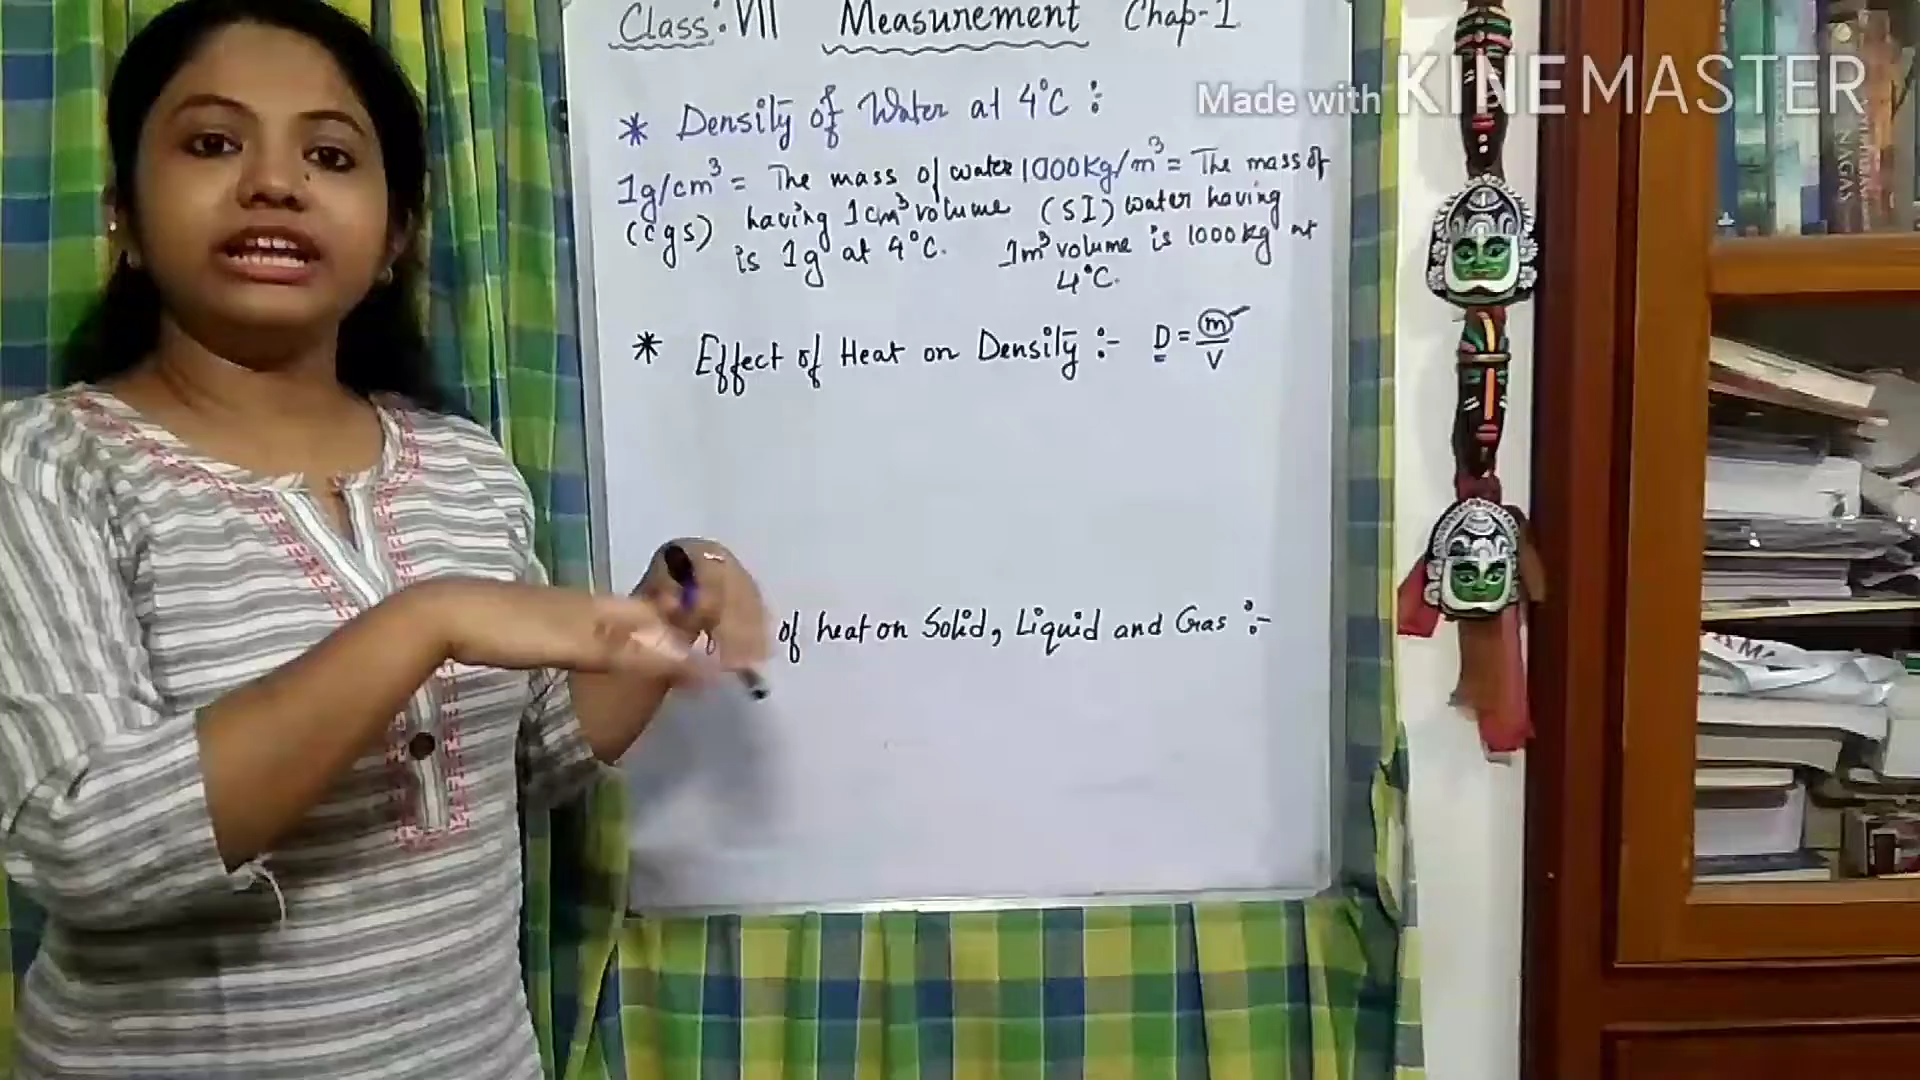 Class: VII Measurement Chap-1
Made with KINEMASTER
* Density of Water at 4°C :
1g/cm³ = The mass of water 1000kg/m³ = The mass of
(cgs) having 1cm³ volume (SI) water having
is 1g at 4°C. 1m³ volume is 1000kg at
4°C.
* Effect of Heat on Density :- D = m/V
of heat on Solid, Liquid and Gas :-
NAGAS